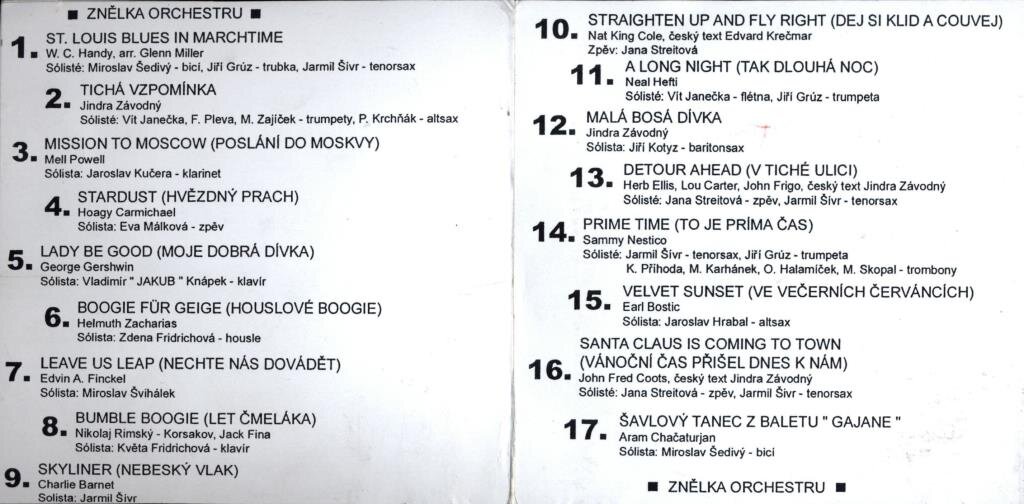 ■ ZNĚLKA ORCHESTRU ■
1. ST. LOUIS BLUES IN MARCHTIME
W. C. Handy, arr. Glenn Miller
Sólisté: Miroslav Šedivý - bicí, Jiří Grúz - trubka, Jarmil Šívr - tenorsax
2. TICHÁ VZPOMÍNKA
Jindra Závodný
Sólisté: Vít Janečka, F. Pleva, M. Zajíček - trumpety, P. Krchňák - altsax
3. MISSION TO MOSCOW (POSLÁNÍ DO MOSKVY)
Mell Powell
Sólista: Jaroslav Kučera - klarinet
4. STARDUST (HVĚZDNÝ PRACH)
Hoagy Carmichael
Sólista: Eva Málková - zpěv
5. LADY BE GOOD (MOJE DOBRÁ DÍVKA)
George Gershwin
Sólista: Vladimír " JAKUB " Knápek - klavír
6. BOOGIE FÜR GEIGE (HOUSLOVÉ BOOGIE)
Helmuth Zacharias
Sólista: Zdena Fridrichová - housle
7. LEAVE US LEAP (NECHTE NÁS DOVÁDĚT)
Edvin A. Finckel
Sólista: Miroslav Švihálek
8. BUMBLE BOOGIE (LET ČMELÁKA)
Nikolaj Rimský - Korsakov, Jack Fina
Sólista: Květa Fridrichová - klavír
9. SKYLINER (NEBESKÝ VLAK)
Charlie Barnet
Solista: Jarmil Šívr
10. STRAIGHTEN UP AND FLY RIGHT (DEJ SI KLID A COUVEJ)
Nat King Cole, český text Edvard Krečmar
Zpěv: Jana Streitová
11. A LONG NIGHT (TAK DLOUHÁ NOC)
Neal Hefti
Sólisté: Vít Janečka - flétna, Jiří Grúz - trumpeta
12. MALÁ BOSÁ DÍVKA
Jindra Závodný
Sólista: Jiří Kotyz - baritonsax
13. DETOUR AHEAD (V TICHÉ ULICI)
Herb Ellis, Lou Carter, John Frigo, český text Jindra Závodný
Sólisté: Jana Streitová - zpěv, Jarmil Šívr - tenorsax
14. PRIME TIME (TO JE PRÍMA ČAS)
Sammy Nestico
Sólisté: Jarmil Šívr - tenorsax, Jiří Grúz - trumpeta
K. Příhoda, M. Karhánek, O. Halamíček, M. Skopal - trombony
15. VELVET SUNSET (VE VEČERNÍCH ČERVÁNCÍCH)
Earl Bostic
Sólista: Jaroslav Hrabal - altsax
SANTA CLAUS IS COMING TO TOWN
16. (VÁNOČNÍ ČAS PŘIŠEL DNES K NÁM)
John Fred Coots, český text Jindra Závodný
Sólisté: Jana Streitová - zpěv, Jarmil Šívr - tenorsax
17. ŠAVLOVÝ TANEC Z BALETU " GAJANE "
Aram Chačaturjan
Sólista: Miroslav Šedivý - bicí
■ ZNĚLKA ORCHESTRU ■